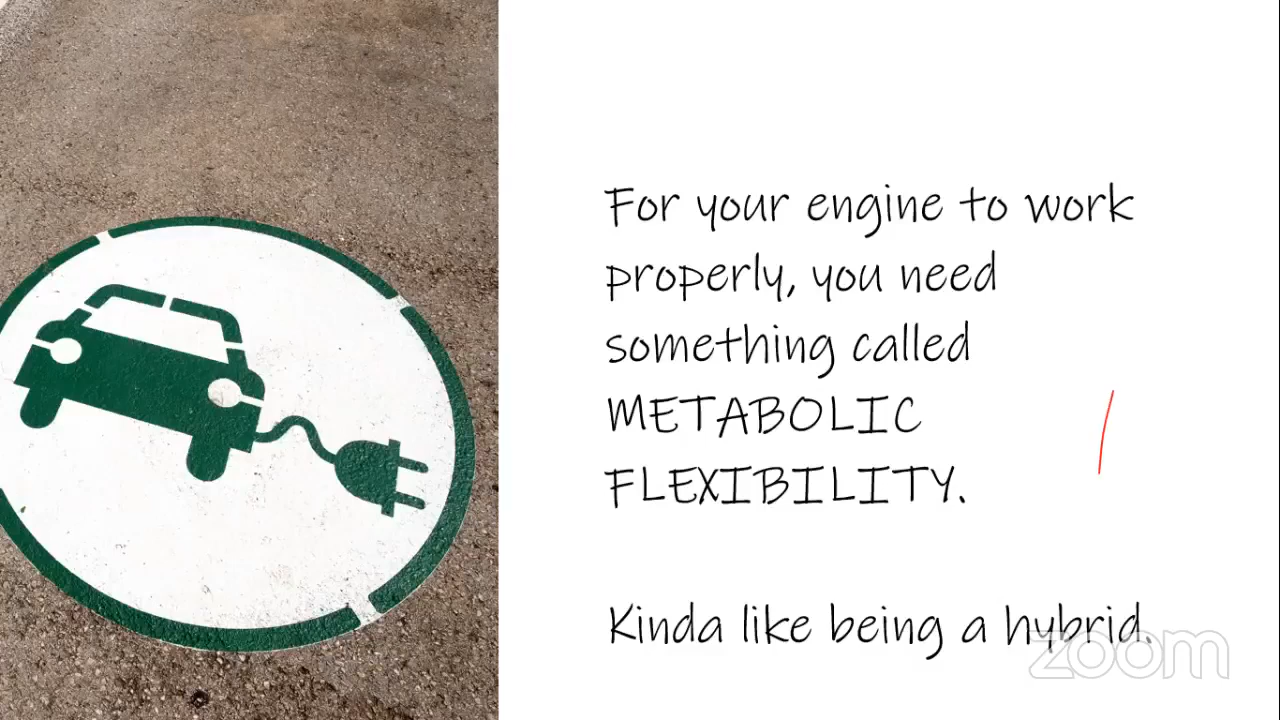 For your engine to work
properly, you need
something called
METABOLIC
FLEXIBILITY.
Kinda like being a hybrid.
zoom